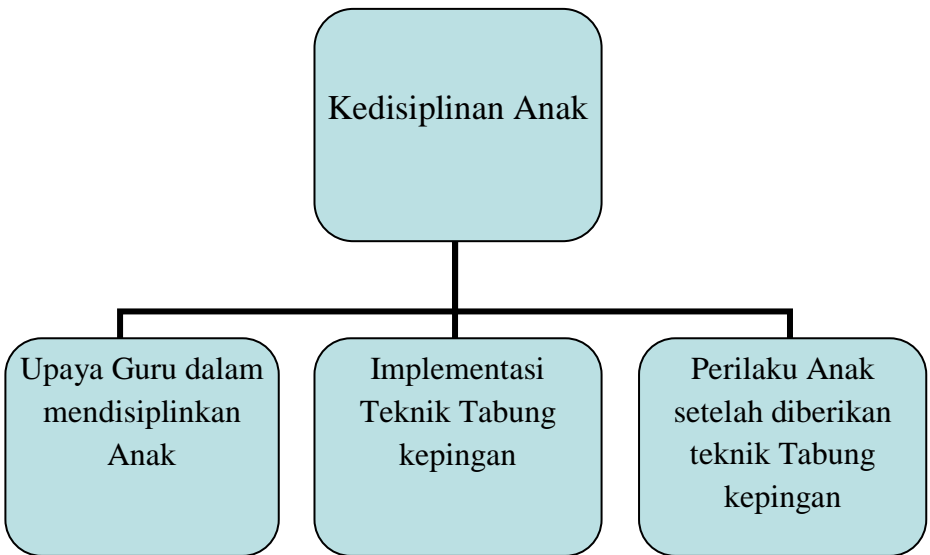 Kedisiplinan Anak
Upaya Guru dalam
mendisiplinkan
Anak
Implementasi
Teknik Tabung
kepingan
Perilaku Anak
setelah diberikan
teknik Tabung
kepingan